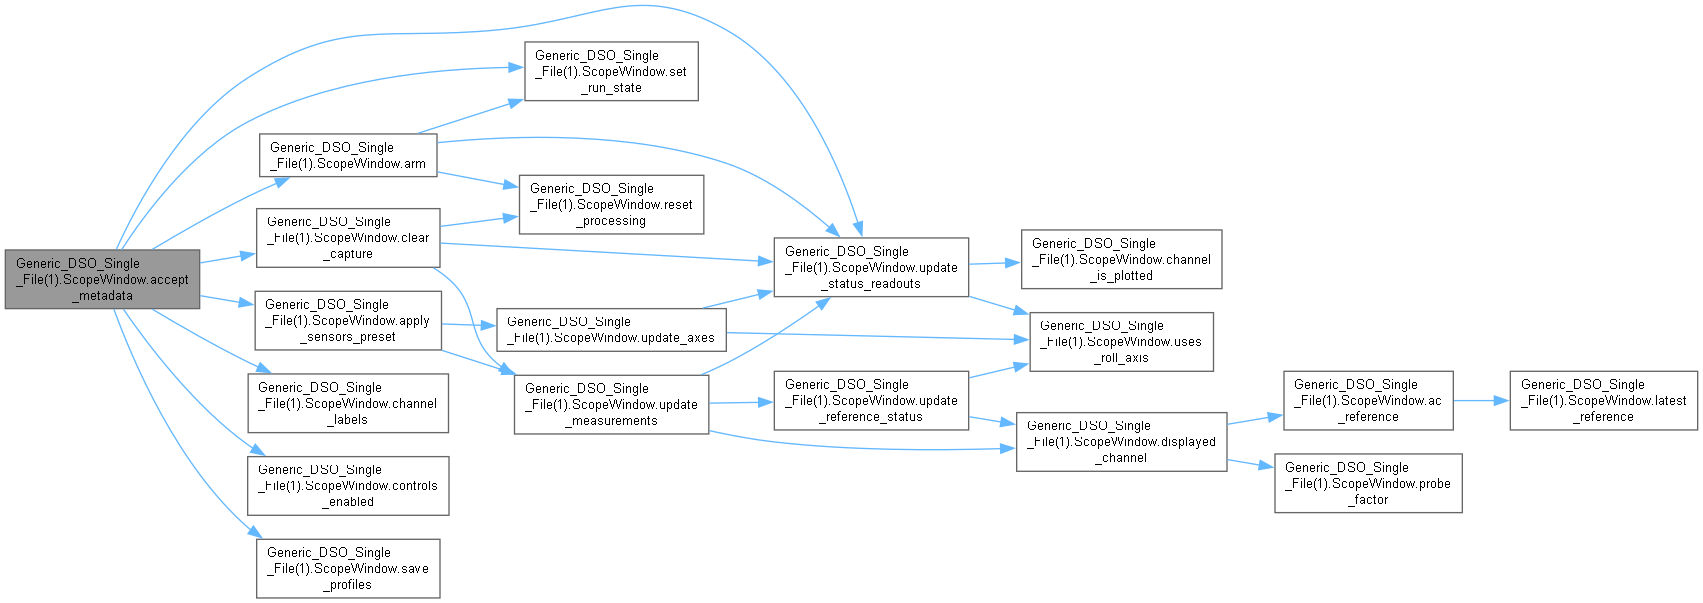 Generic_DSO_Single
_File(1).ScopeWindow.accept
_metadata
Generic_DSO_Single
_File(1).ScopeWindow.set
_run_state
Generic_DSO_Single
_File(1).ScopeWindow.arm
Generic_DSO_Single
_File(1).ScopeWindow.reset
_processing
Generic_DSO_Single
_File(1).ScopeWindow.clear
_capture
Generic_DSO_Single
_File(1).ScopeWindow.update
_status_readouts
Generic_DSO_Single
_File(1).ScopeWindow.channel
_is_plotted
Generic_DSO_Single
_File(1).ScopeWindow.apply
_sensors_preset
Generic_DSO_Single
_File(1).ScopeWindow.update_axes
Generic_DSO_Single
_File(1).ScopeWindow.uses
_roll_axis
Generic_DSO_Single
_File(1).ScopeWindow.channel
_labels
Generic_DSO_Single
_File(1).ScopeWindow.update
_measurements
Generic_DSO_Single
_File(1).ScopeWindow.update
_reference_status
Generic_DSO_Single
_File(1).ScopeWindow.displayed
_channel
Generic_DSO_Single
_File(1).ScopeWindow.ac
_reference
Generic_DSO_Single
_File(1).ScopeWindow.latest
_reference
Generic_DSO_Single
_File(1).ScopeWindow.controls
_enabled
Generic_DSO_Single
_File(1).ScopeWindow.probe
_factor
Generic_DSO_Single
_File(1).ScopeWindow.save
_profiles